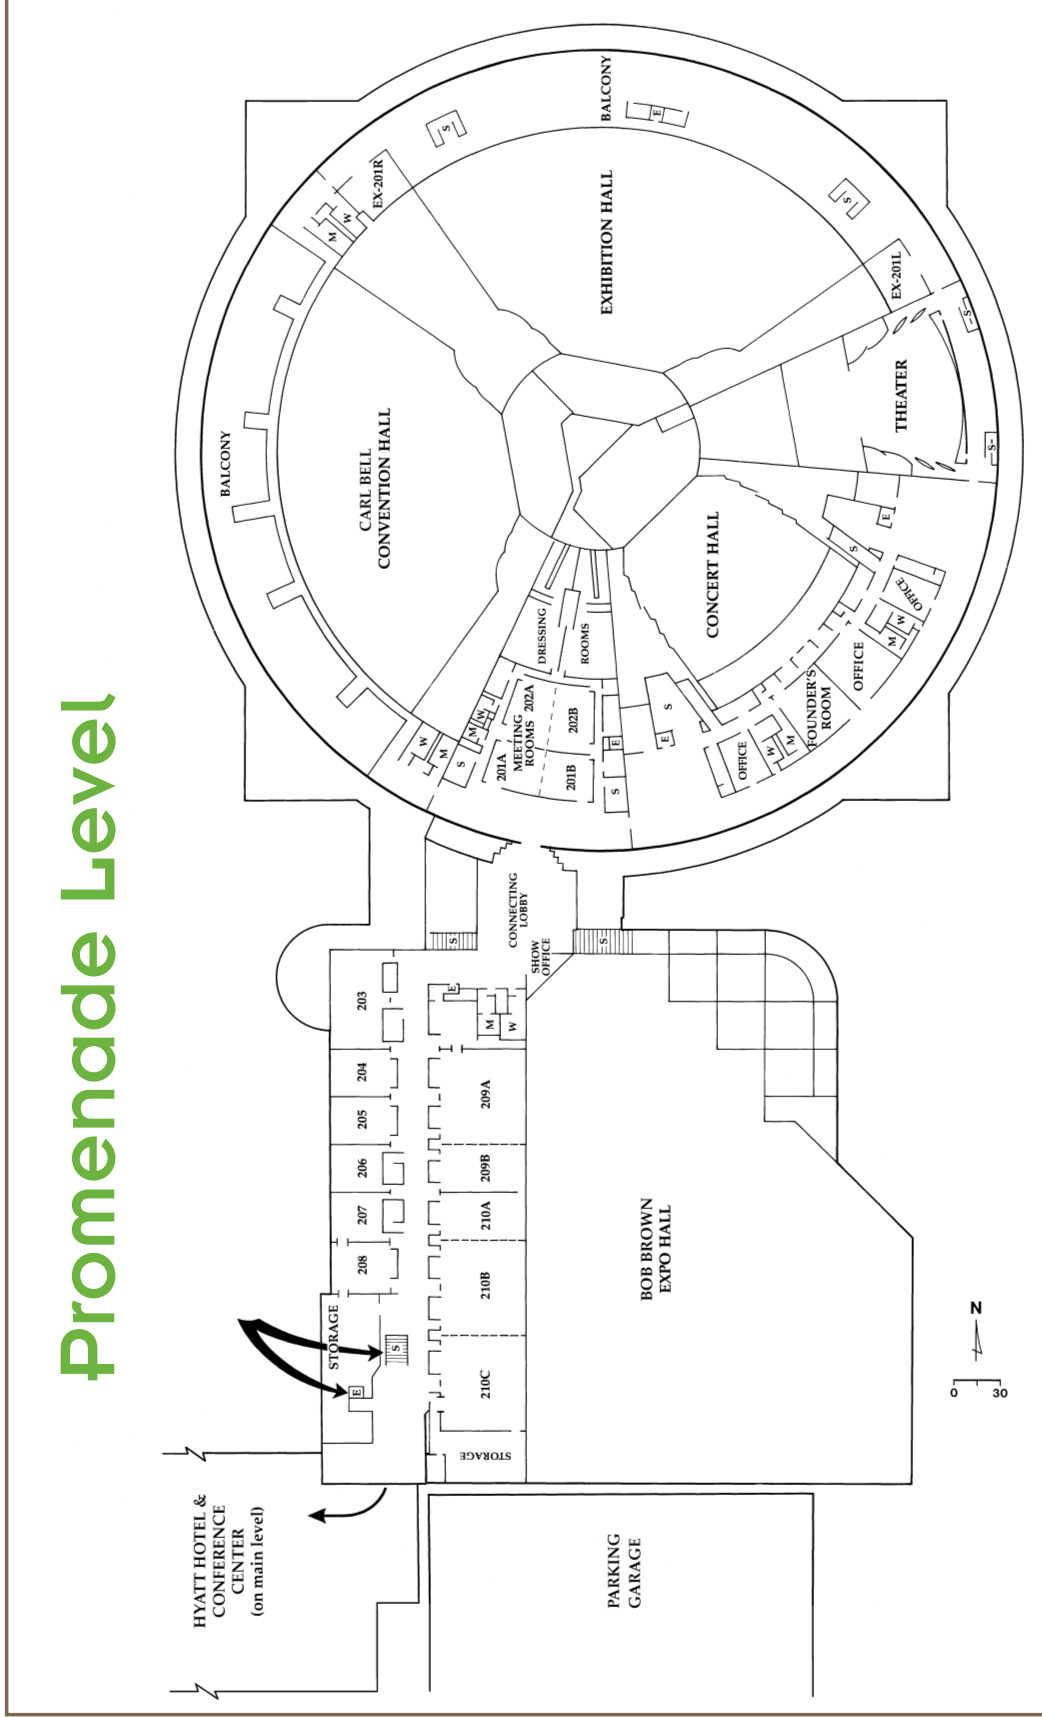 Promenade Level
HYATT HOTEL &
CONFERENCE
CENTER
(on main level)
STORAGE
E
S
208
207
206
205
204
203
STORAGE
210C
210B
210A
209B
209A
M
W
E
S
CONNECTING
LOBBY
SHOW
OFFICE
S
BOB BROWN
EXPO HALL
PARKING
GARAGE
0 30
N
BALCONY
CARL BELL
CONVENTION HALL
W
M
S
M
W
201A
MEETING
ROOMS
202A
201B
202B
DRESSING
ROOMS
S
E
M
W
EX-201R
S
BALCONY
E
EXHIBITION HALL
S
EX-201L
S
THEATER
S
CONCERT HALL
E
S
S
E
OFFICE
W
M
FOUNDER'S
ROOM
OFFICE
M
W
OFFICE